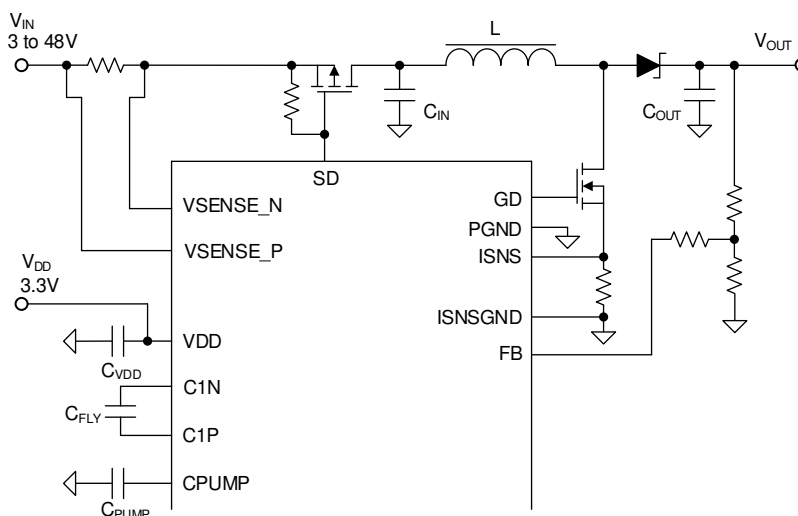 VIN
3 to 48V
L
VOUT
CIN
COUT
SD
VSENSE_N
GD
PGND
VSENSE_P
ISNS
VDD
3.3V
ISNSGND
VDD
FB
CVDD
C1N
CFLY
C1P
CPUMP
CPUMP